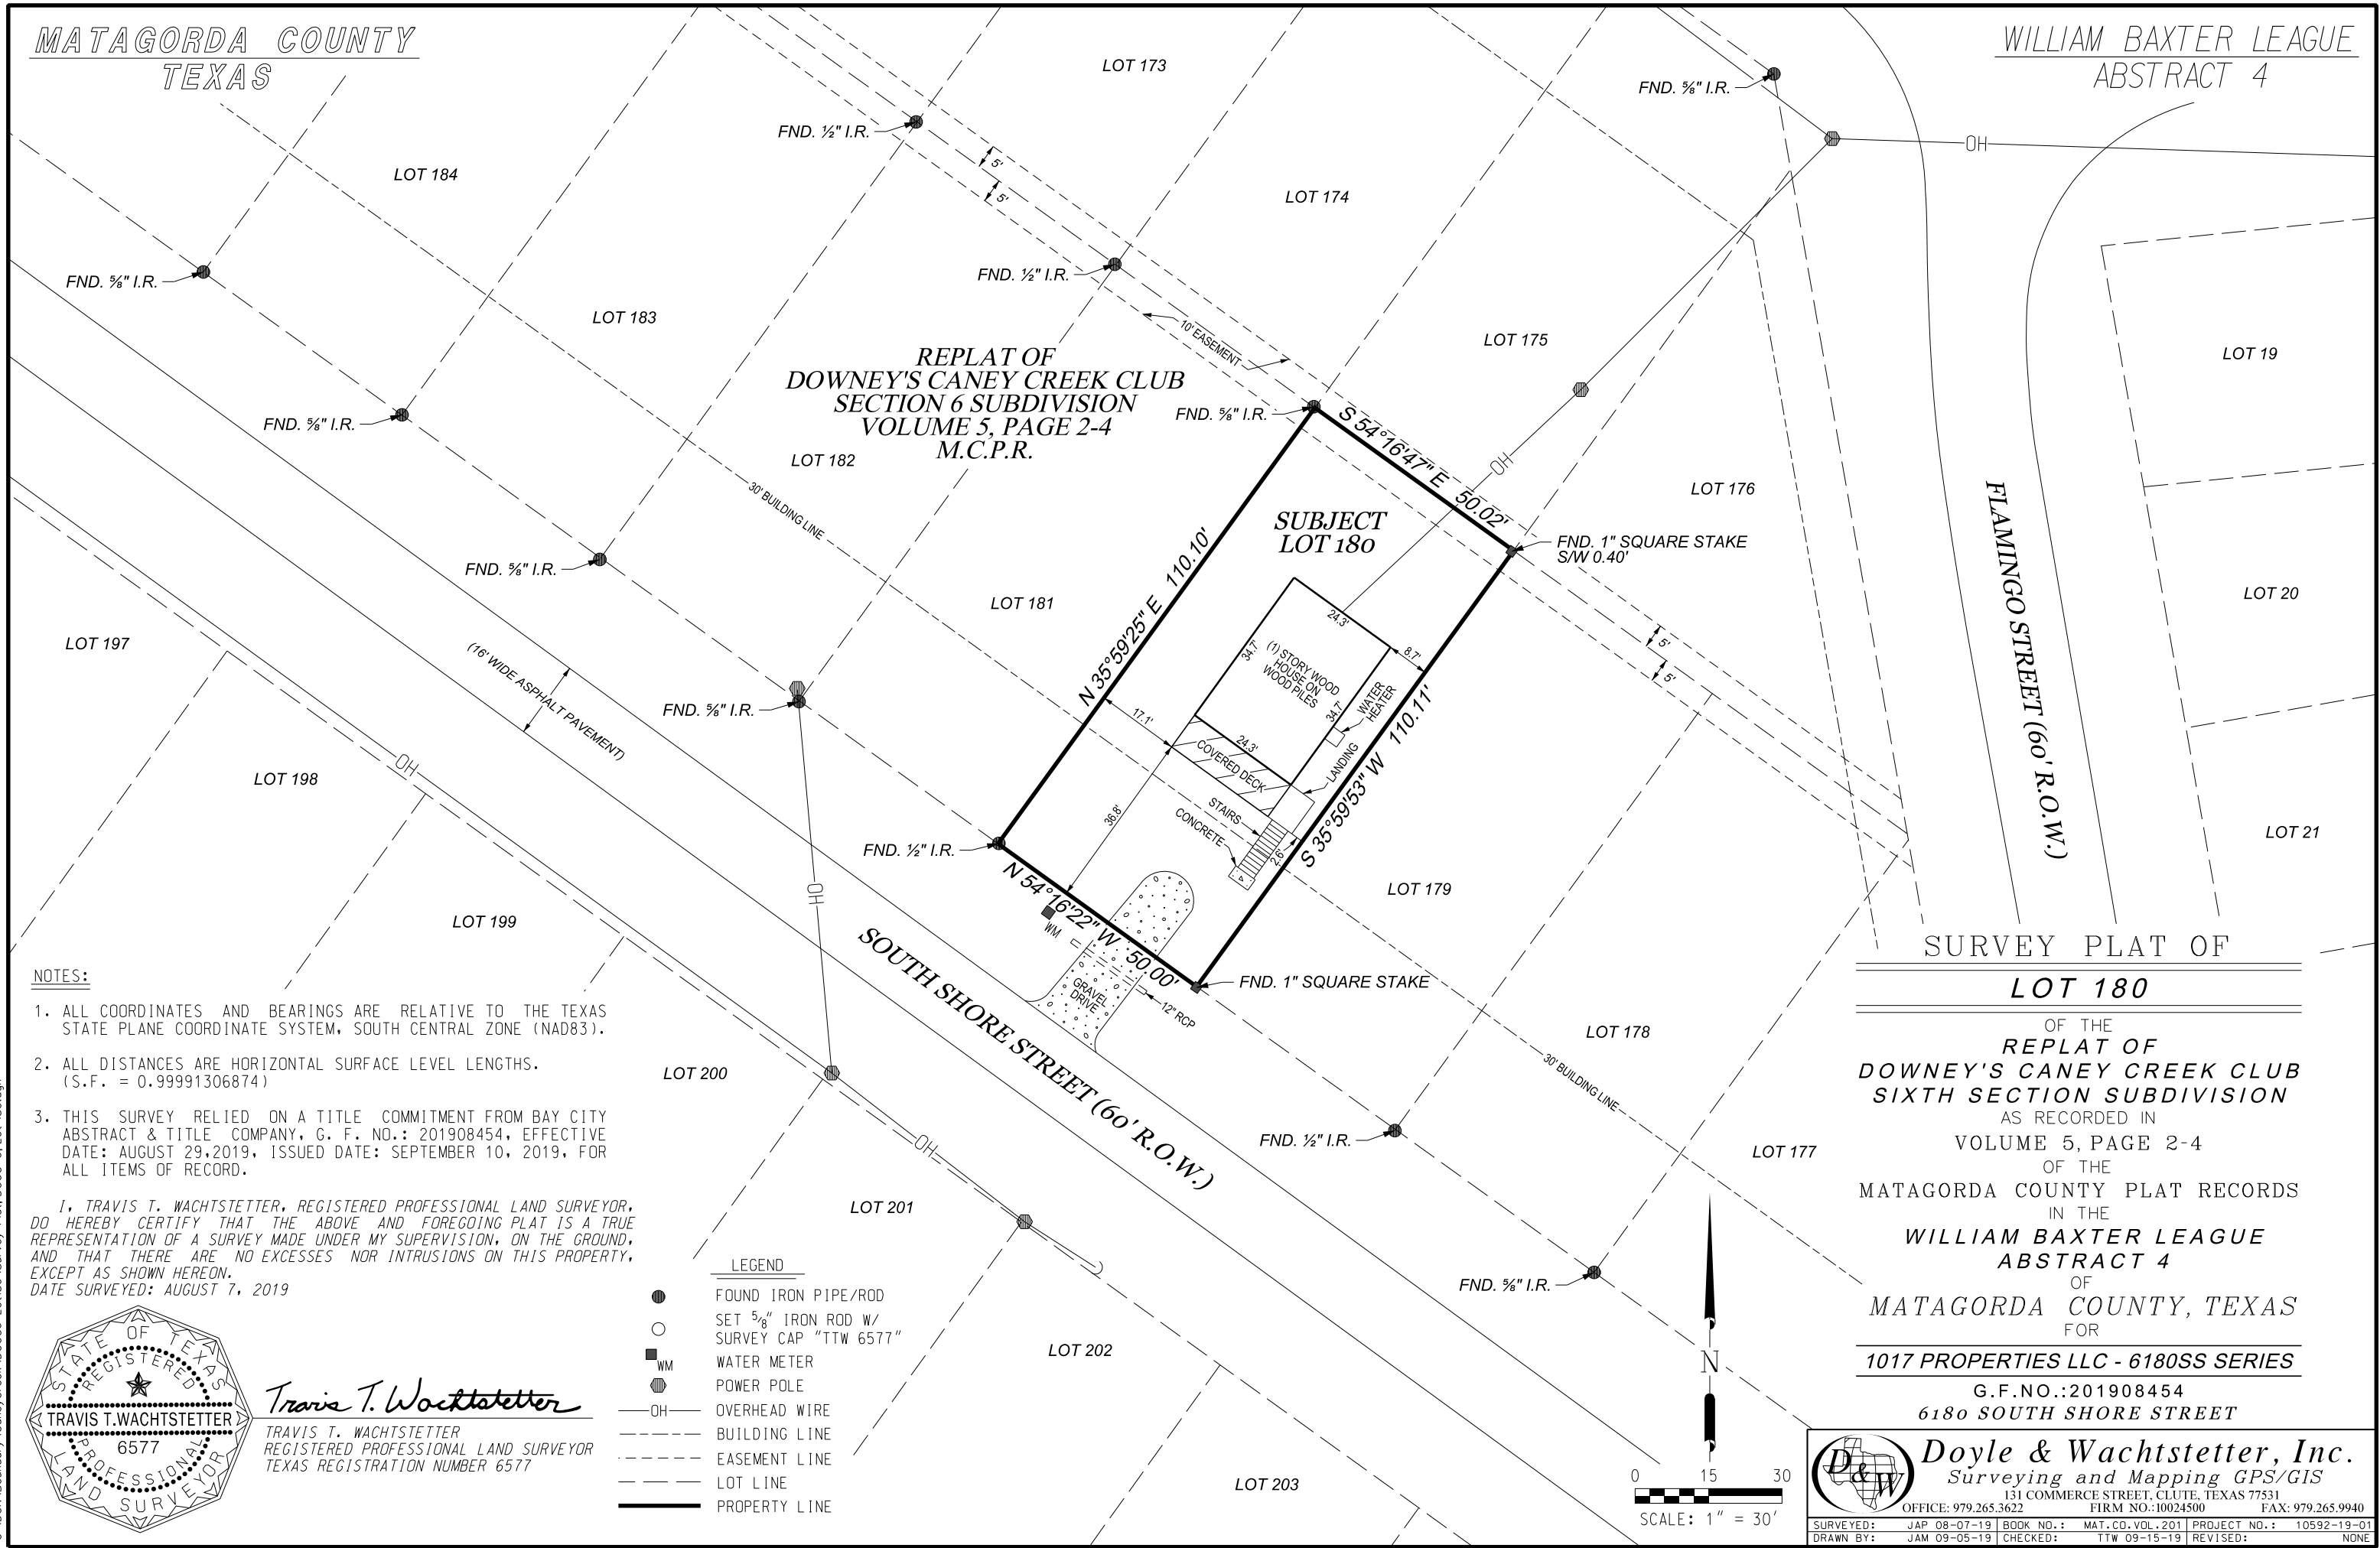 MATAGORDA COUNTY
TEXAS
WILLIAM BAXTER LEAGUE
ABSTRACT 4
LOT 173
FND. ⅝" I.R.
FND. ½" I.R.
OH
5'
5'
LOT 184
LOT 174
FND. ⅝" I.R.
FND. ½" I.R.
LOT 183
10' EASEMENT
LOT 175
LOT 19
REPLAT OF
DOWNEY'S CANEY CREEK CLUB
SECTION 6 SUBDIVISION
VOLUME 5, PAGE 2-4
M.C.P.R.
FND. ⅝" I.R.
FND. ⅝" I.R.
S 54°16'47" E 50.02'
OH
LOT 182
30' BUILDING LINE
LOT 176
SUBJECT
LOT 180
FND. 1" SQUARE STAKE
S/W 0.40'
FLAMINGO STREET (60' R.O.W.)
FND. ⅝" I.R.
N 35°59'25" E 110.10'
LOT 181
LOT 20
24.3'
34.7'
(1) STORY WOOD
HOUSE ON
WOOD PILES
8.7'
5'
5'
LOT 197
(16' WIDE ASPHALT PAVEMENT)
FND. ⅝" I.R.
17.1'
34.7'
WATER
HEATER
S 35°59'53" W 110.11'
24.3'
COVERED DECK
LANDING
OH
LOT 198
STAIRS
CONCRETE
36.8'
2.6'
LOT 21
FND. ½" I.R.
N 54°16'22" W 50.00'
OH
LOT 179
WM
LOT 199
GRAVEL
DRIVE
12" RCP
FND. 1" SQUARE STAKE
SOUTH SHORE STREET (60' R.O.W.)
LOT 178
30' BUILDING LINE
LOT 200
OH
FND. ½" I.R.
LOT 177
LOT 201
FND. ⅝" I.R.
LOT 202
LOT 203
NOTES:
1. ALL COORDINATES AND BEARINGS ARE RELATIVE TO THE TEXAS
STATE PLANE COORDINATE SYSTEM, SOUTH CENTRAL ZONE (NAD83).
2. ALL DISTANCES ARE HORIZONTAL SURFACE LEVEL LENGTHS.
(S.F. = 0.99991306874)
3. THIS SURVEY RELIED ON A TITLE COMMITMENT FROM BAY CITY
ABSTRACT & TITLE COMPANY, G. F. NO.: 201908454, EFFECTIVE
DATE: AUGUST 29,2019, ISSUED DATE: SEPTEMBER 10, 2019, FOR
ALL ITEMS OF RECORD.
I, TRAVIS T. WACHTSTETTER, REGISTERED PROFESSIONAL LAND SURVEYOR,
DO HEREBY CERTIFY THAT THE ABOVE AND FOREGOING PLAT IS A TRUE
REPRESENTATION OF A SURVEY MADE UNDER MY SUPERVISION, ON THE GROUND,
AND THAT THERE ARE NO EXCESSES NOR INTRUSIONS ON THIS PROPERTY,
EXCEPT AS SHOWN HEREON.
DATE SURVEYED: AUGUST 7, 2019
STATE OF TEXAS
REGISTERED
TRAVIS T.WACHTSTETTER
6577
PROFESSIONAL
LAND SURVEYOR
Travis T. Wachtstetter
TRAVIS T. WACHTSTETTER
REGISTERED PROFESSIONAL LAND SURVEYOR
TEXAS REGISTRATION NUMBER 6577
LEGEND
FOUND IRON PIPE/ROD
SET ⅝" IRON ROD W/
SURVEY CAP "TTW 6577"
WM WATER METER
POWER POLE
OH OVERHEAD WIRE
BUILDING LINE
EASEMENT LINE
LOT LINE
PROPERTY LINE
N
0 15 30
SCALE: 1" = 30'
SURVEY PLAT OF
LOT 180
OF THE
REPLAT OF
DOWNEY'S CANEY CREEK CLUB
SIXTH SECTION SUBDIVISION
AS RECORDED IN
VOLUME 5, PAGE 2-4
OF THE
MATAGORDA COUNTY PLAT RECORDS
IN THE
WILLIAM BAXTER LEAGUE
ABSTRACT 4
OF
MATAGORDA COUNTY, TEXAS
FOR
1017 PROPERTIES LLC - 6180SS SERIES
G.F.NO.:201908454
6180 SOUTH SHORE STREET
D&W
Doyle & Wachtstetter, Inc.
Surveying and Mapping GPS/GIS
131 COMMERCE STREET, CLUTE, TEXAS 77531
OFFICE: 979.265.3622 FIRM NO.:10024500 FAX: 979.265.9940
SURVEYED: JAP 08-07-19 BOOK NO.: MAT.CO.VOL.201 PROJECT NO.: 10592-19-01
DRAWN BY: JAM 09-05-19 CHECKED: TTW 09-15-19 REVISED: NONE